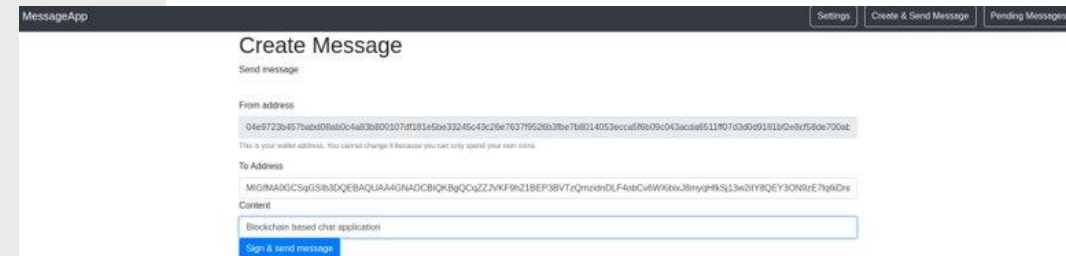 MessageApp
Settings
Create & Send Message
Pending Messages
Create Message
Send message
From address
This is your wallet address. You cannot change it because you can only spend your own coins.
To Address
Content
Blockchain based chat application
Sign & send message